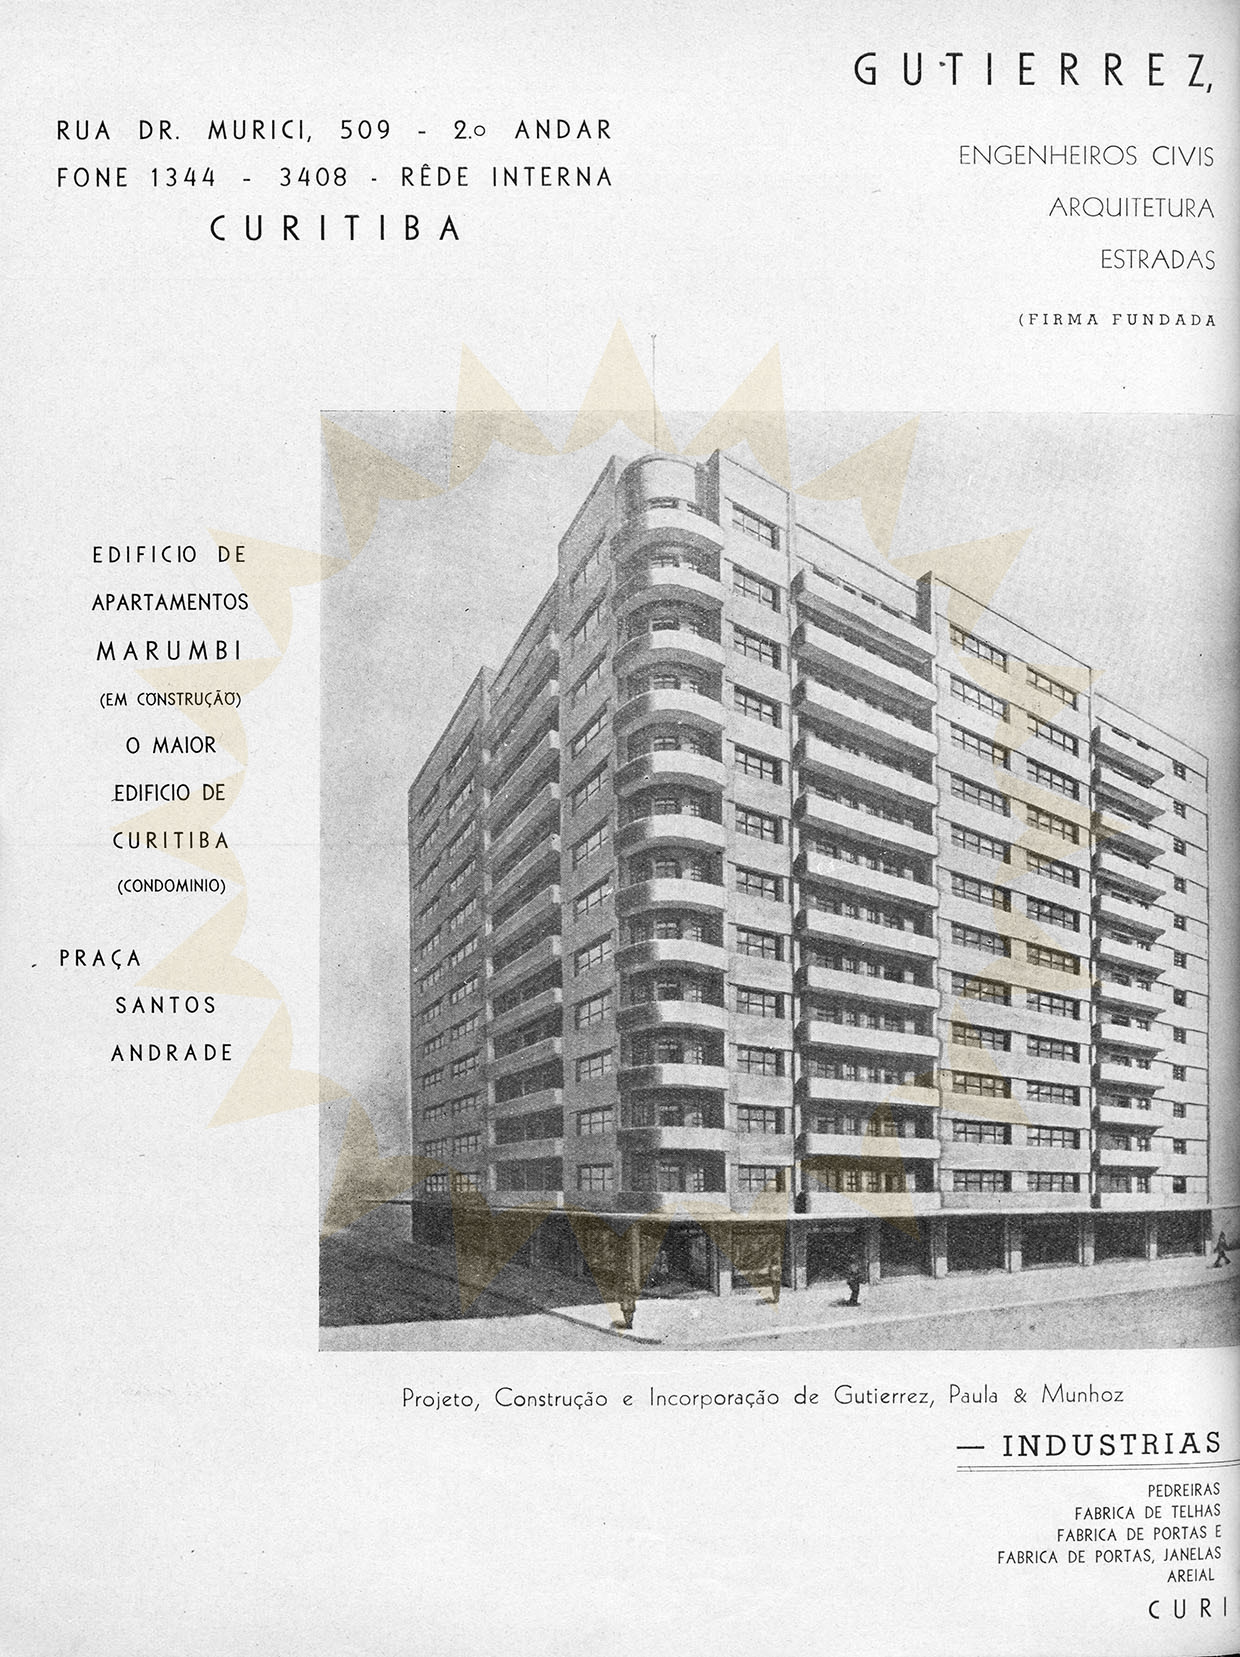 GUTIERREZ,
RUA DR. MURICI, 509 - 2.o ANDAR
FONE 1344 - 3408 - RÊDE INTERNA
CURITIBA
ENGENHEIROS CIVIS
ARQUITETURA
ESTRADAS
(FIRMA FUNDADA
EDIFICIO DE
APARTAMENTOS
MARUMBI
(EM CONSTRUÇÃO)
O MAIOR
EDIFICIO DE
CURITIBA
(CONDOMINIO)
PRAÇA
SANTOS
ANDRADE
Projeto, Construção e Incorporação de Gutierrez, Paula & Munhoz
— INDUSTRIAS
PEDREIRAS
FABRICA DE TELHAS
FABRICA DE PORTAS E
FABRICA DE PORTAS, JANELAS
AREIAL
CURI